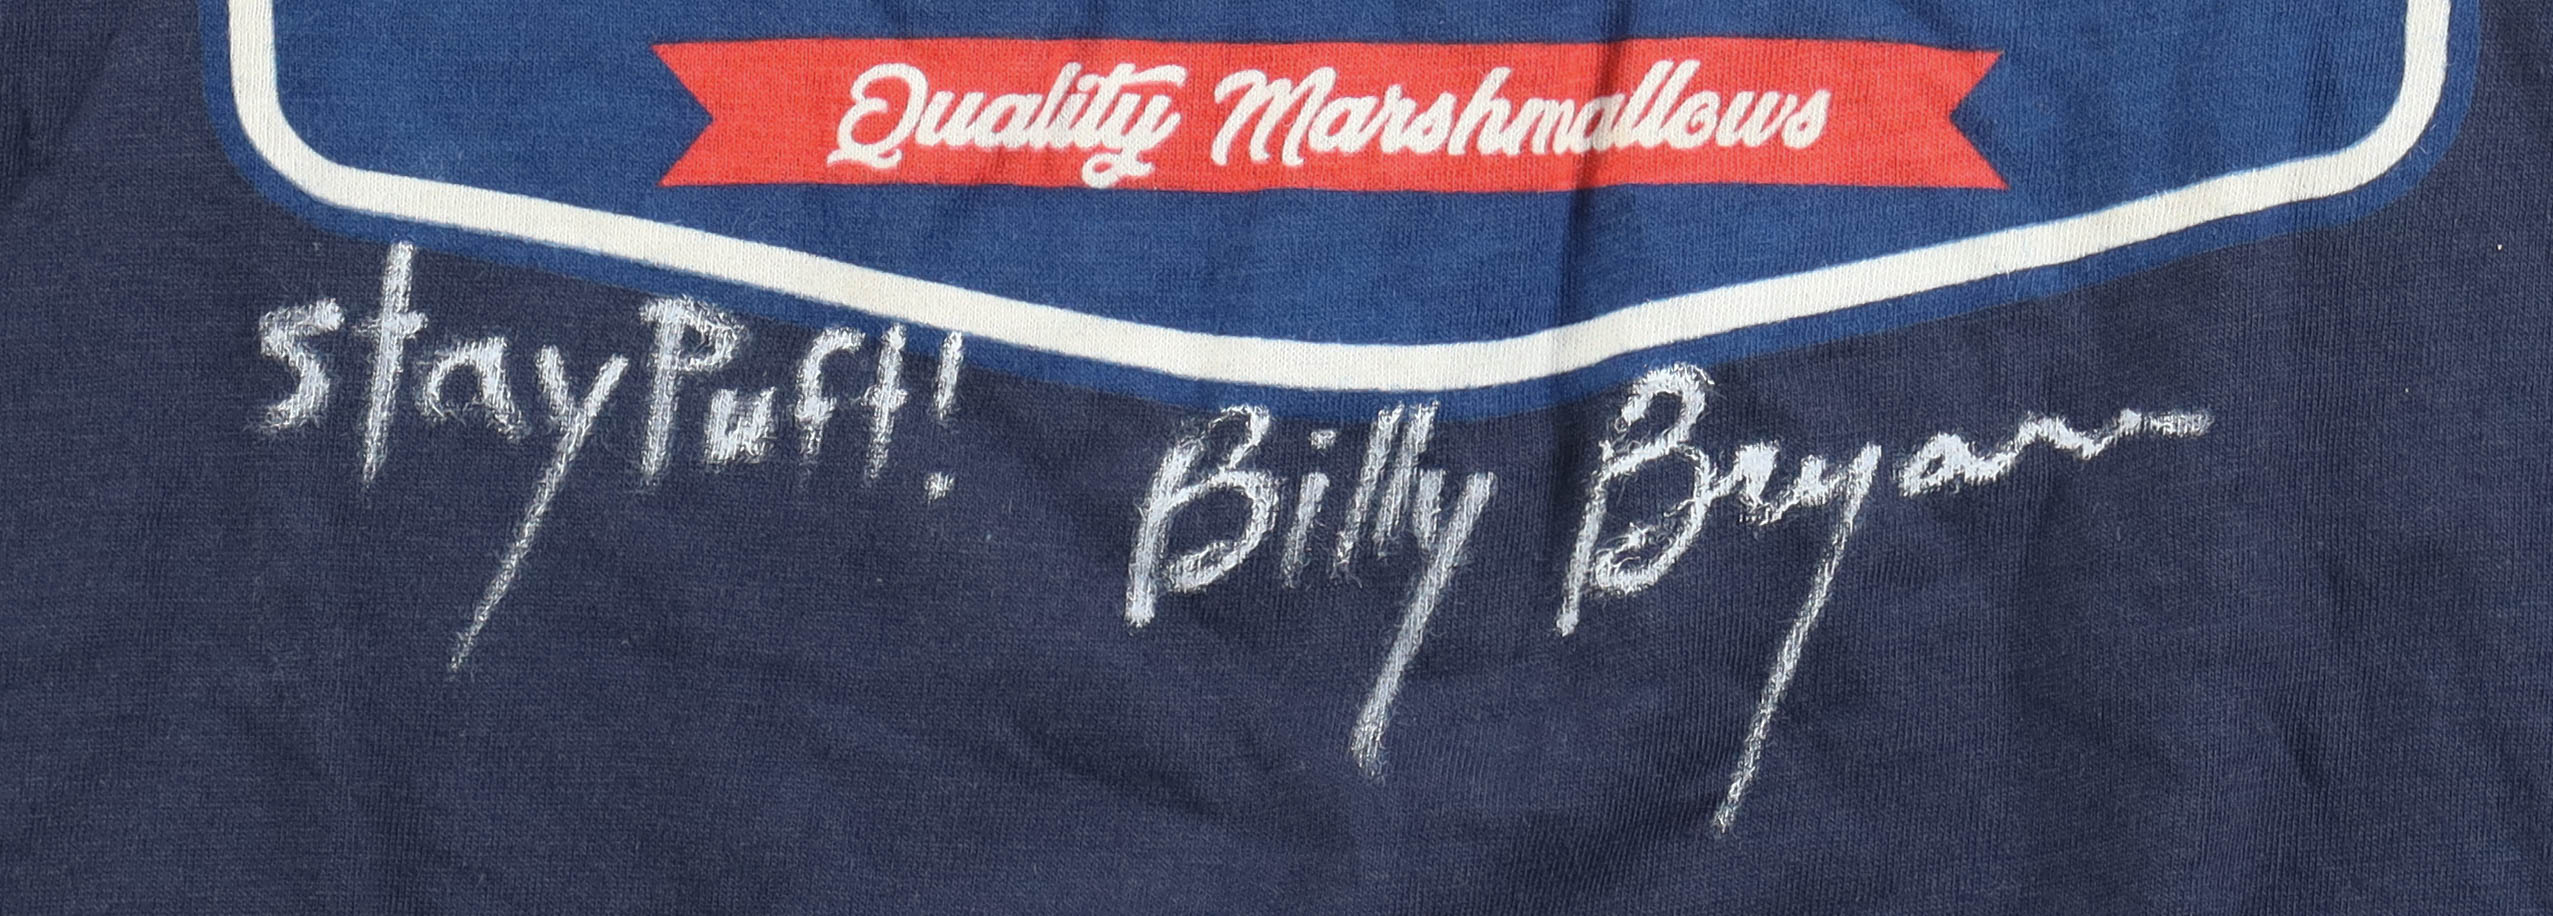 Quality Marshmallows
stay Puft!
Billy Bryan